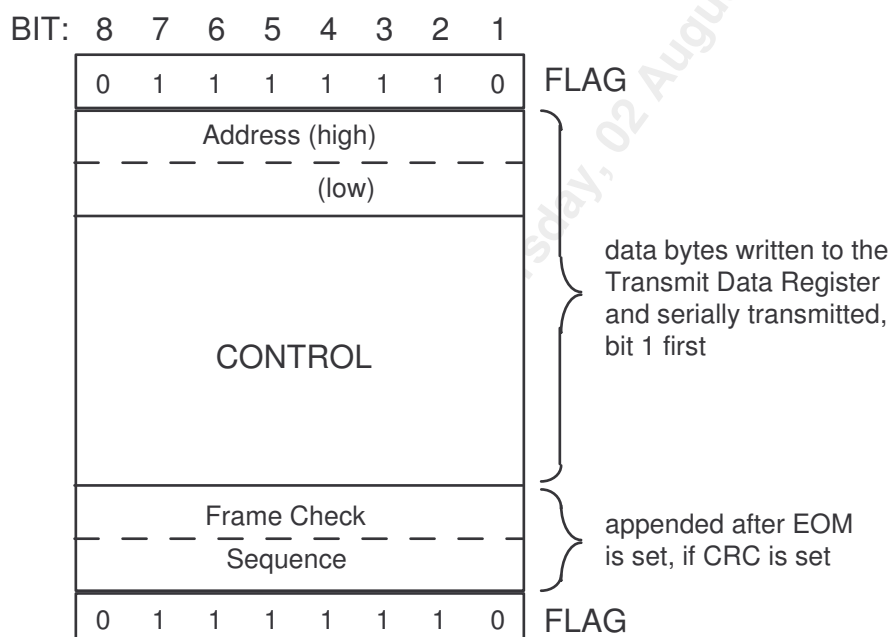 BIT: 8 7 6 5 4 3 2 1
0 1 1 1 1 1 1 0 FLAG
Address (high)
(low)
data bytes written to the
Transmit Data Register
and serially transmitted,
bit 1 first
CONTROL
Frame Check
Sequence
appended after EOM
is set, if CRC is set
0 1 1 1 1 1 1 0 FLAG